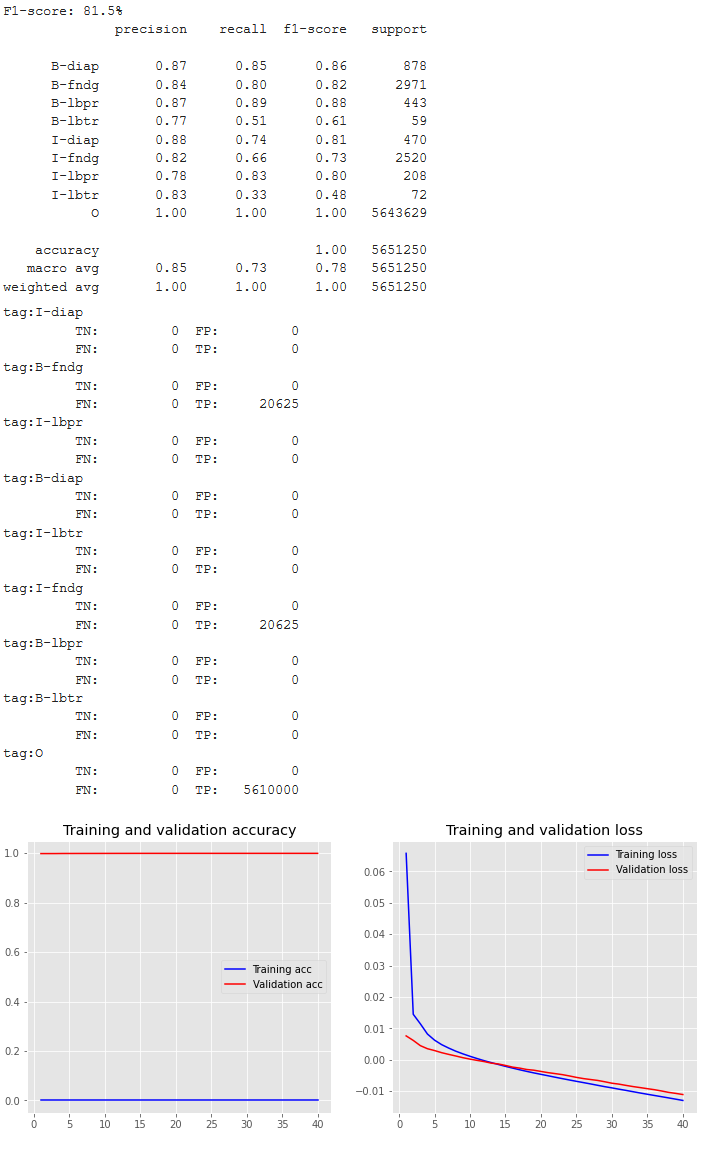 F1-score: 81.5%
precision recall f1-score support
B-diap 0.87 0.85 0.86 878
B-fndg 0.84 0.80 0.82 2971
B-lbpr 0.87 0.89 0.88 443
B-lbtr 0.77 0.51 0.61 59
I-diap 0.88 0.74 0.81 470
I-fndg 0.82 0.66 0.73 2520
I-lbpr 0.78 0.83 0.80 208
I-lbtr 0.83 0.33 0.48 72
O 1.00 1.00 1.00 5643629
accuracy 1.00 5651250
macro avg 0.85 0.73 0.78 5651250
weighted avg 1.00 1.00 1.00 5651250
tag:I-diap
TN: 0 FP: 0
FN: 0 TP: 0
tag:B-fndg
TN: 0 FP: 0
FN: 0 TP: 20625
tag:I-lbpr
TN: 0 FP: 0
FN: 0 TP: 0
tag:B-diap
TN: 0 FP: 0
FN: 0 TP: 0
tag:I-lbtr
TN: 0 FP: 0
FN: 0 TP: 0
tag:I-fndg
TN: 0 FP: 0
FN: 0 TP: 20625
tag:B-lbpr
TN: 0 FP: 0
FN: 0 TP: 0
tag:B-lbtr
TN: 0 FP: 0
FN: 0 TP: 0
tag:O
TN: 0 FP: 0
FN: 0 TP: 5610000
Training and validation accuracy
1.0
0.8
0.6
0.4
0.2
0.0
Training acc
Validation acc
0 5 10 15 20 25 30 35 40
Training and validation loss
0.06
0.05
0.04
0.03
0.02
0.01
0.00
−0.01
Training loss
Validation loss
0 5 10 15 20 25 30 35 40